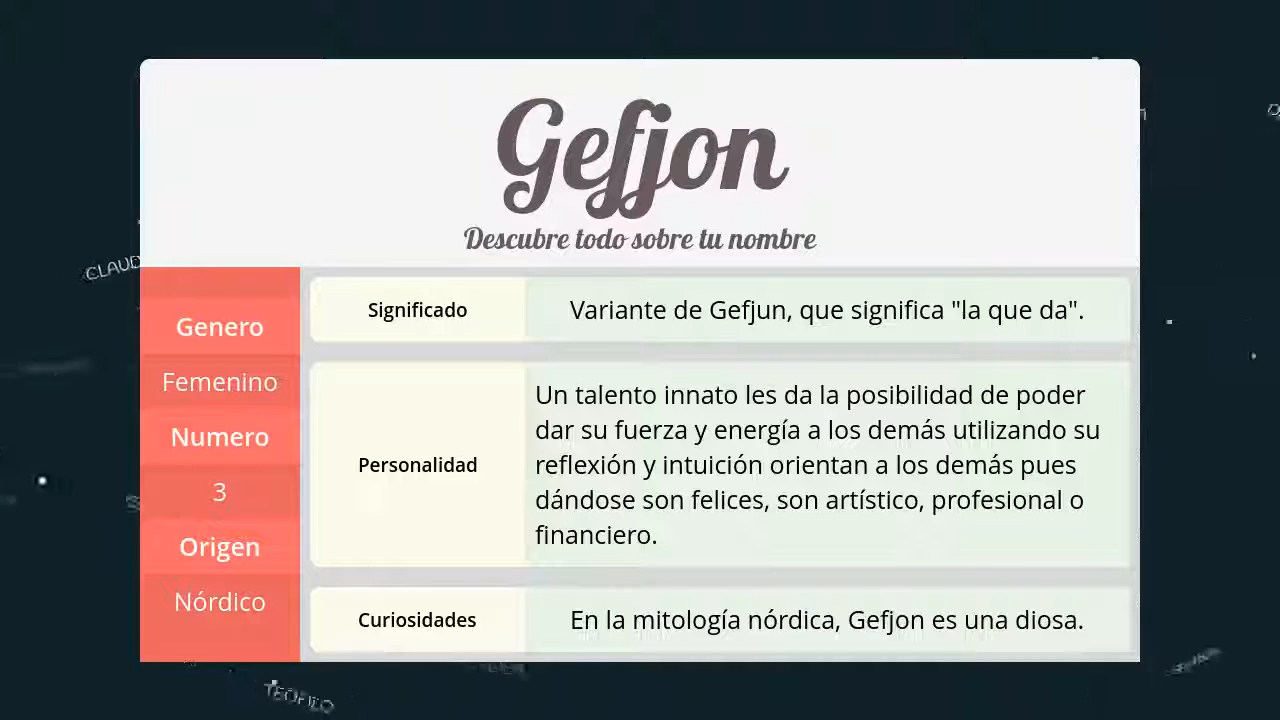 Gefjon
Descubre todo sobre tu nombre
Genero
Femenino
Numero
3
Origen
Nórdico
Significado
Variante de Gefjun, que significa "la que da".
Personalidad
Un talento innato les da la posibilidad de poder
dar su fuerza y energía a los demás utilizando su
reflexión y intuición orientan a los demás pues
dándose son felices, son artístico, profesional o
financiero.
Curiosidades
En la mitología nórdica, Gefjon es una diosa.
CLAUD
TEOFILO